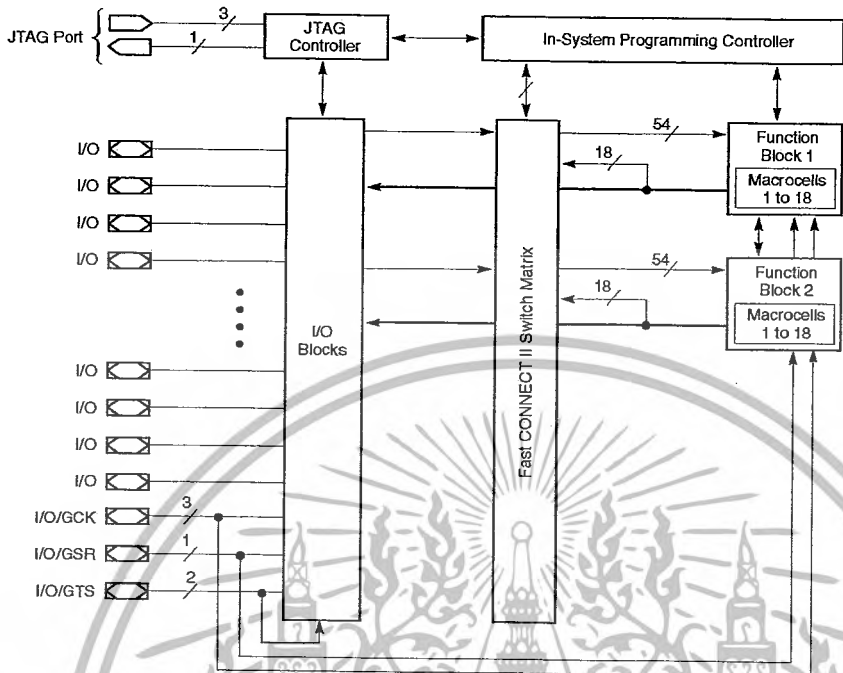 JTAG Port
3
1
JTAG
Controller
In-System Programming Controller
I/O
I/O
I/O
I/O
I/O
I/O
I/O
I/O
I/O/GCK
3
I/O/GSR
1
I/O/GTS
2
I/O
Blocks
Fast CONNECT II Switch Matrix
54
18
Function
Block 1
Macrocells
1 to 18
54
18
Function
Block 2
Macrocells
1 to 18